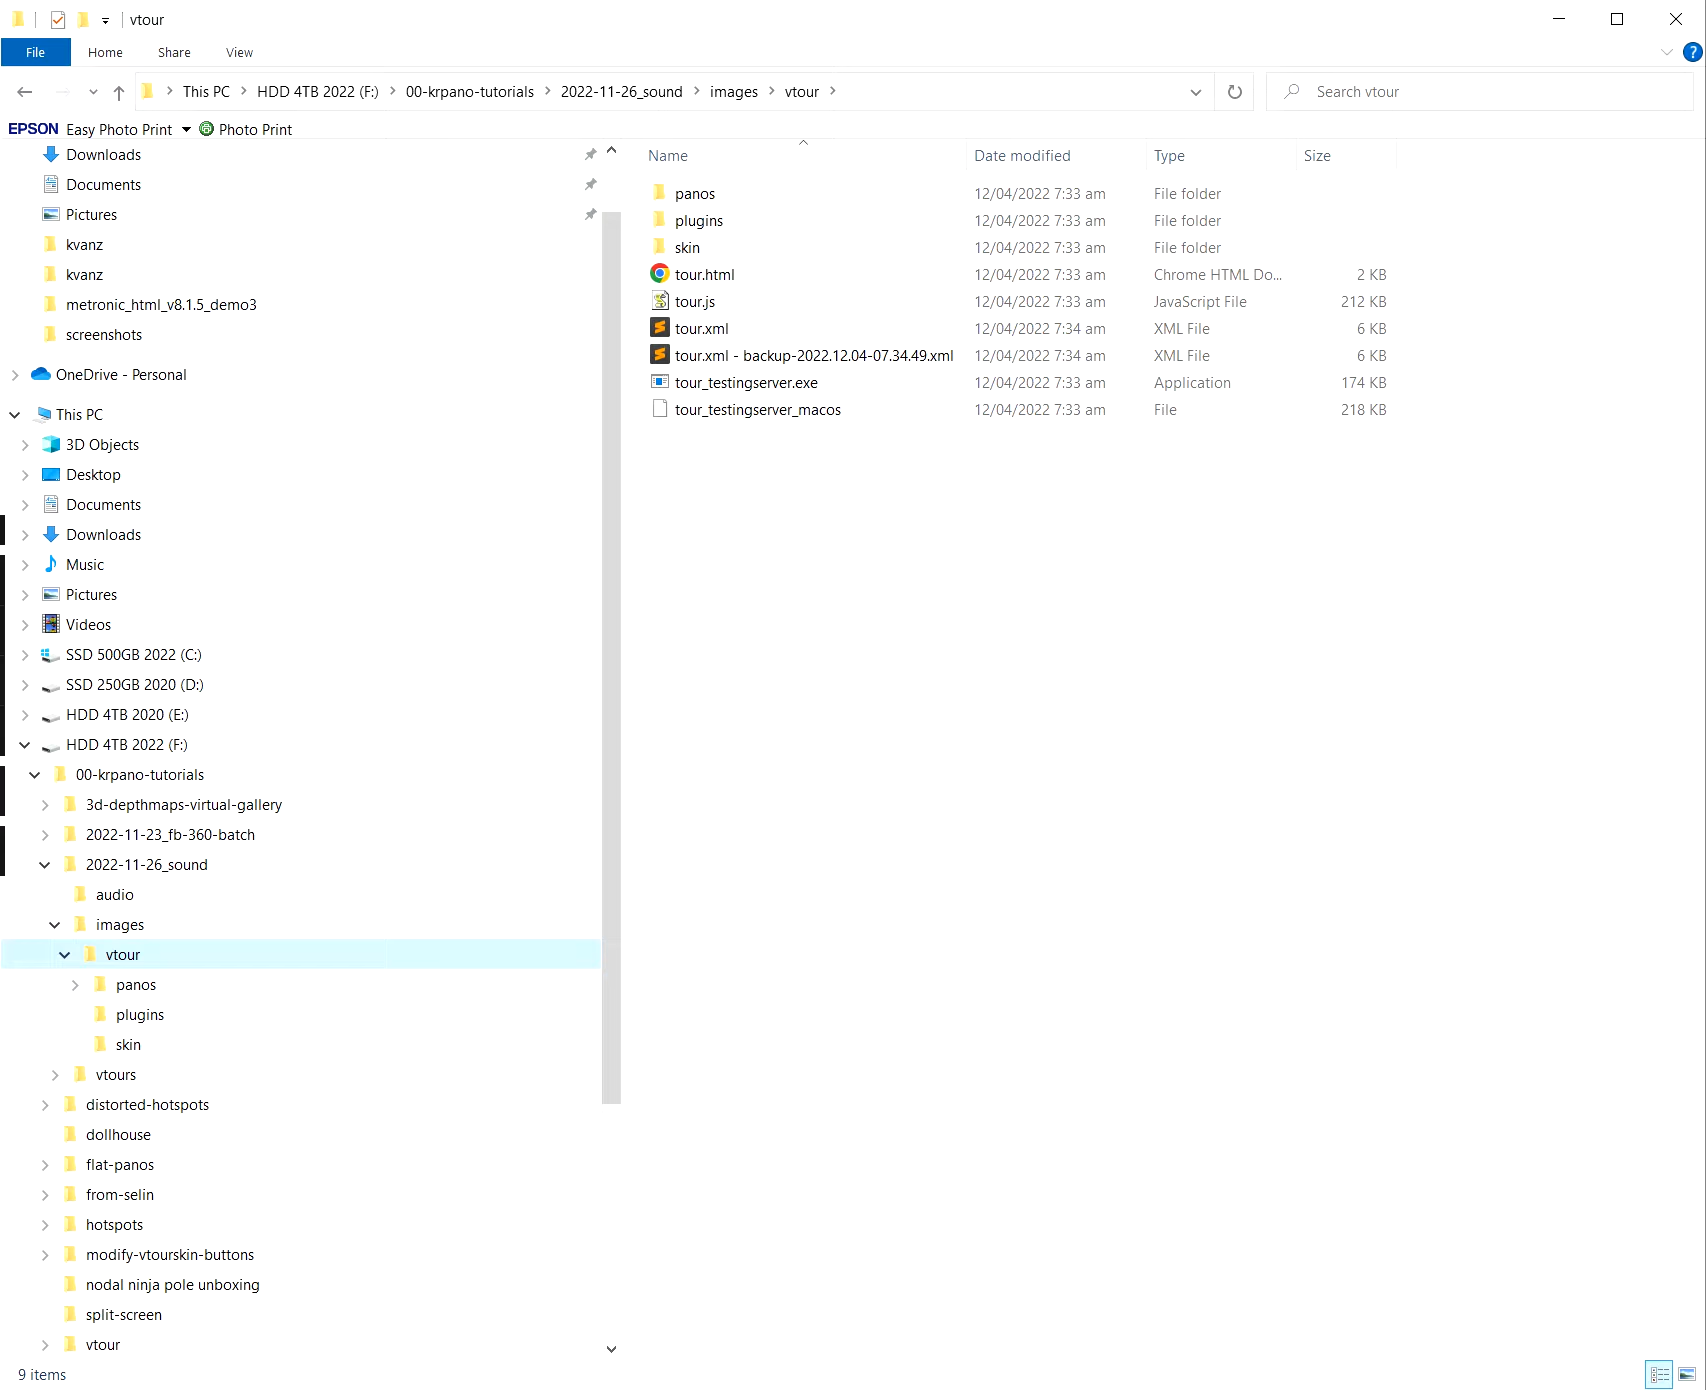 vtour
File Home Share View
This PC > HDD 4TB 2022 (F:) > 00-krpano-tutorials > 2022-11-26_sound > images > vtour >
Search vtour
EPSON Easy Photo Print Photo Print
Downloads
Documents
Pictures
kvanz
kvanz
metronic_html_v8.1.5_demo3
screenshots
OneDrive - Personal
This PC
3D Objects
Desktop
Documents
Downloads
Music
Pictures
Videos
SSD 500GB 2022 (C:)
SSD 250GB 2020 (D:)
HDD 4TB 2020 (E:)
HDD 4TB 2022 (F:)
00-krpano-tutorials
3d-depthmaps-virtual-gallery
2022-11-23_fb-360-batch
2022-11-26_sound
audio
images
vtour
panos
plugins
skin
vtours
distorted-hotspots
dollhouse
flat-panos
from-selin
hotspots
modify-vtourskin-buttons
nodal ninja pole unboxing
split-screen
vtour
Name Date modified Type Size
panos 12/04/2022 7:33 am File folder
plugins 12/04/2022 7:33 am File folder
skin 12/04/2022 7:33 am File folder
tour.html 12/04/2022 7:33 am Chrome HTML Do... 2 KB
tour.js 12/04/2022 7:33 am JavaScript File 212 KB
tour.xml 12/04/2022 7:34 am XML File 6 KB
tour.xml - backup-2022.12.04-07.34.49.xml 12/04/2022 7:34 am XML File 6 KB
tour_testingserver.exe 12/04/2022 7:33 am Application 174 KB
tour_testingserver_macos 12/04/2022 7:33 am File 218 KB
9 items